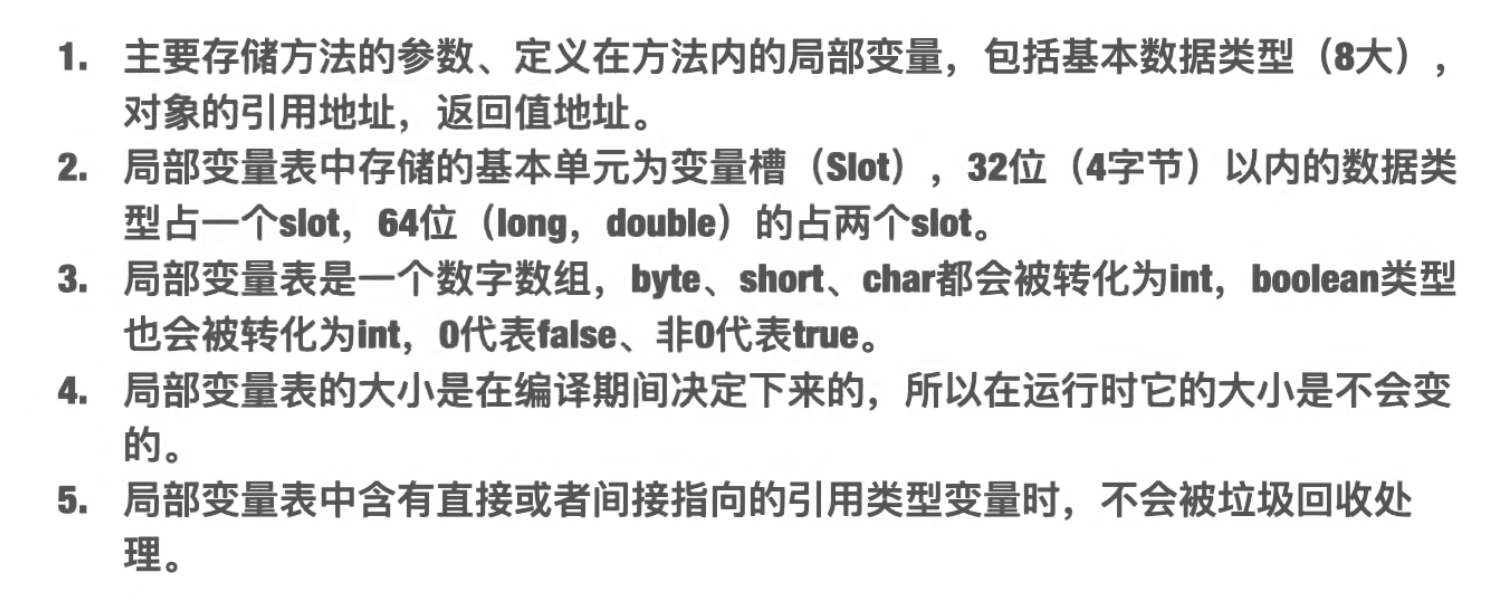 1. 主要存储方法的参数、定义在方法内的局部变量，包括基本数据类型（8大），
对象的引用地址，返回值地址。
2. 局部变量表中存储的基本单元为变量槽（Slot），32位（4字节）以内的数据类
型占一个slot，64位（long，double）的占两个slot。
3. 局部变量表是一个数字数组，byte、short、char都会被转化为int，boolean类型
也会被转化为int，0代表false、非0代表true。
4. 局部变量表的大小是在编译期间决定下来的，所以在运行时它的大小是不会变
的。
5. 局部变量表中含有直接或者间接指向的引用类型变量时，不会被垃圾回收处
理。